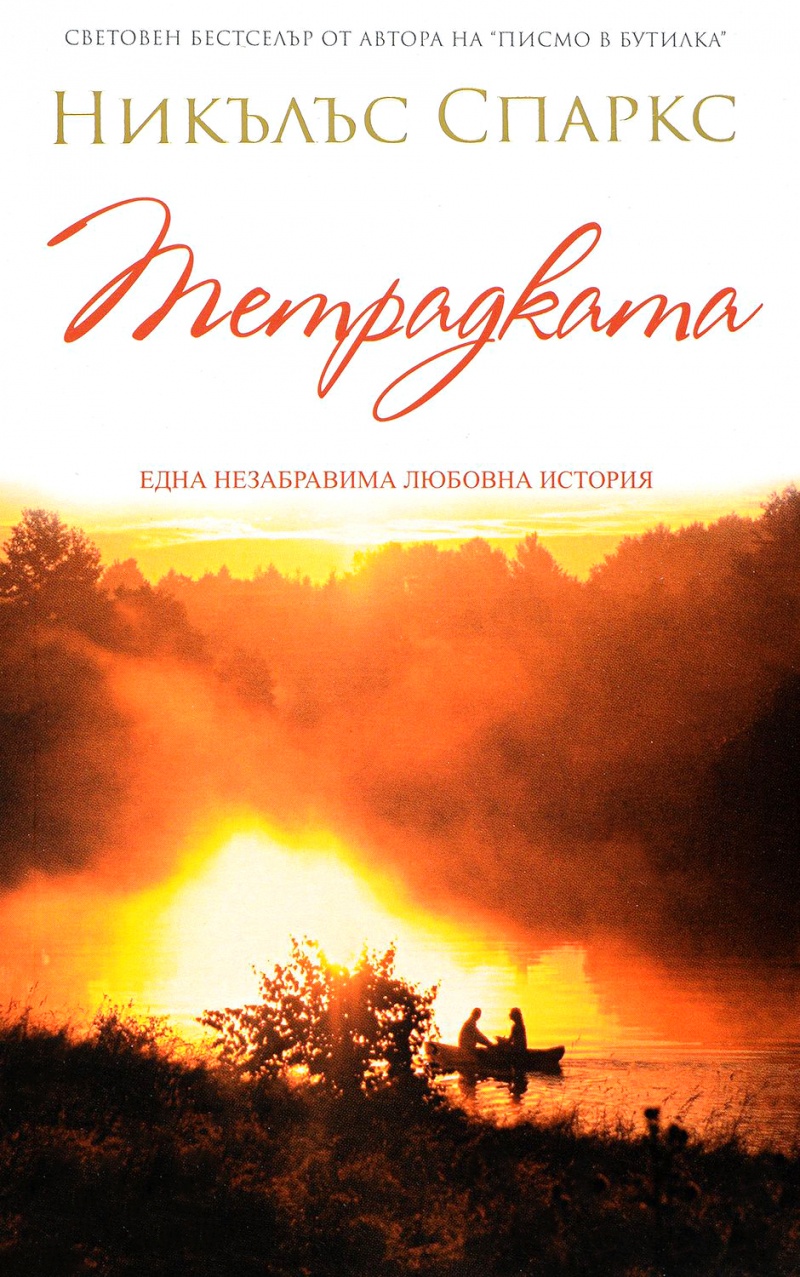 СВЕТОВЕН БЕСТСЕЛЪР ОТ АВТОРА НА "ПИСМО В БУТИЛКА"
НИКЪЛЪС СПАРКС
Тетрадката
ЕДНА НЕЗАБРАВИМА ЛЮБОВНА ИСТОРИЯ